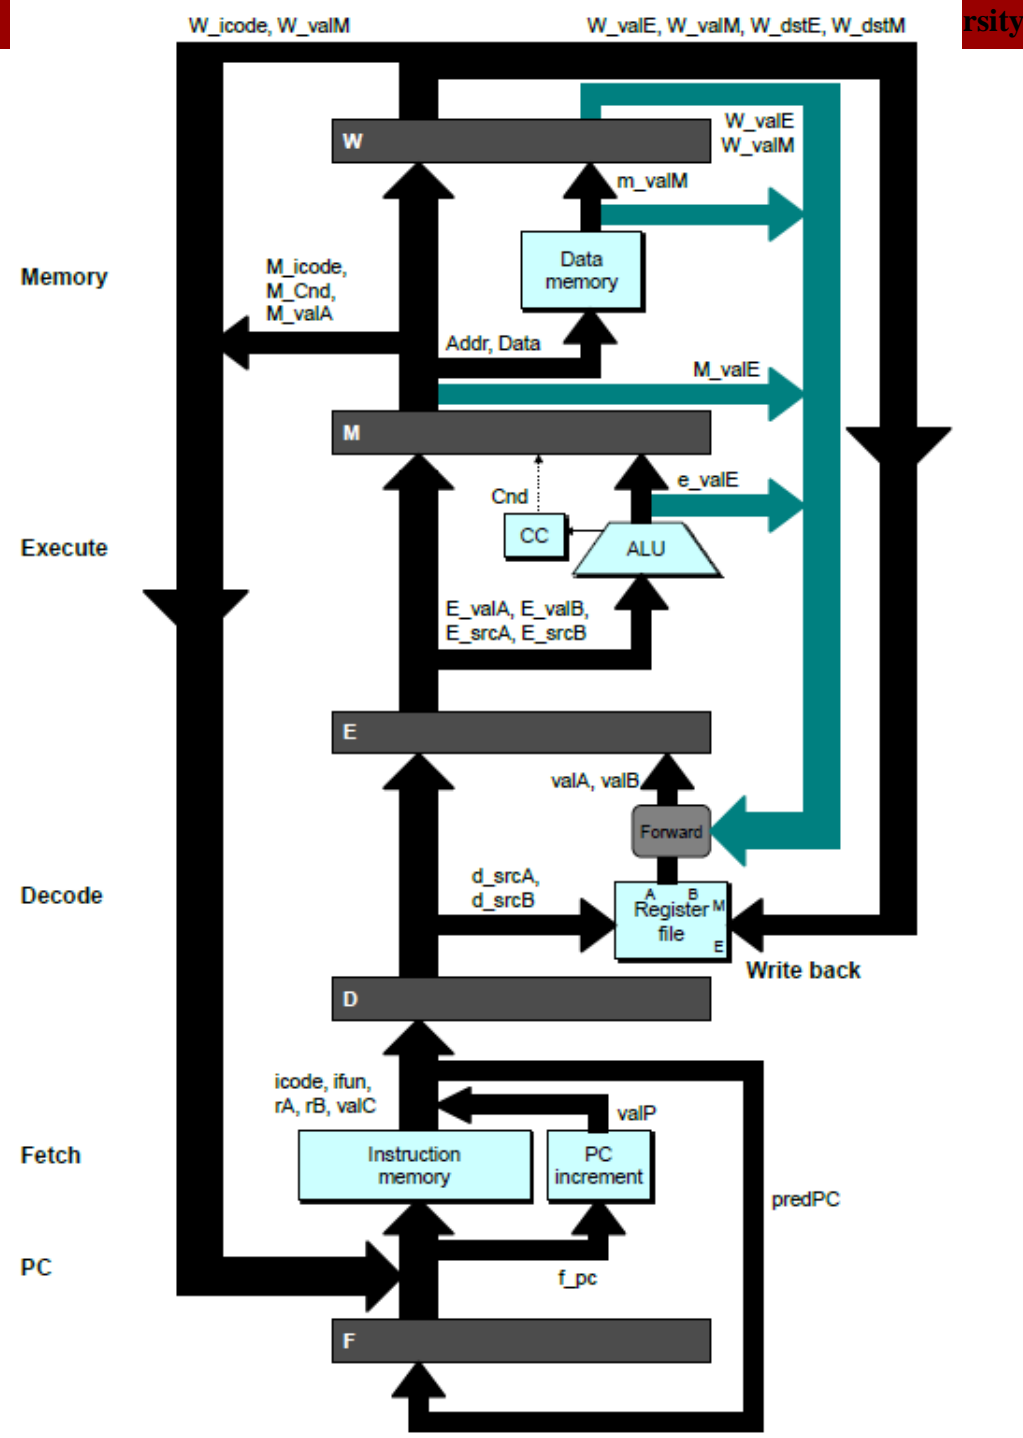 W_icode, W_valM
W_valE, W_valM, W_dstE, W_dstM
rsity
W
W_valE
W_valM
m_valM
Data
memory
Memory
M_icode,
M_Cnd,
M_valA
Addr, Data
M_valE
M
e_valE
Cnd
CC
ALU
Execute
E_valA, E_valB,
E_srcA, E_srcB
E
valA, valB
Forward
d_srcA,
d_srcB
A B
Register M
file
E
Decode
Write back
D
icode, ifun,
rA, rB, valC
valP
Fetch
Instruction
memory
PC
increment
predPC
PC
f_pc
F